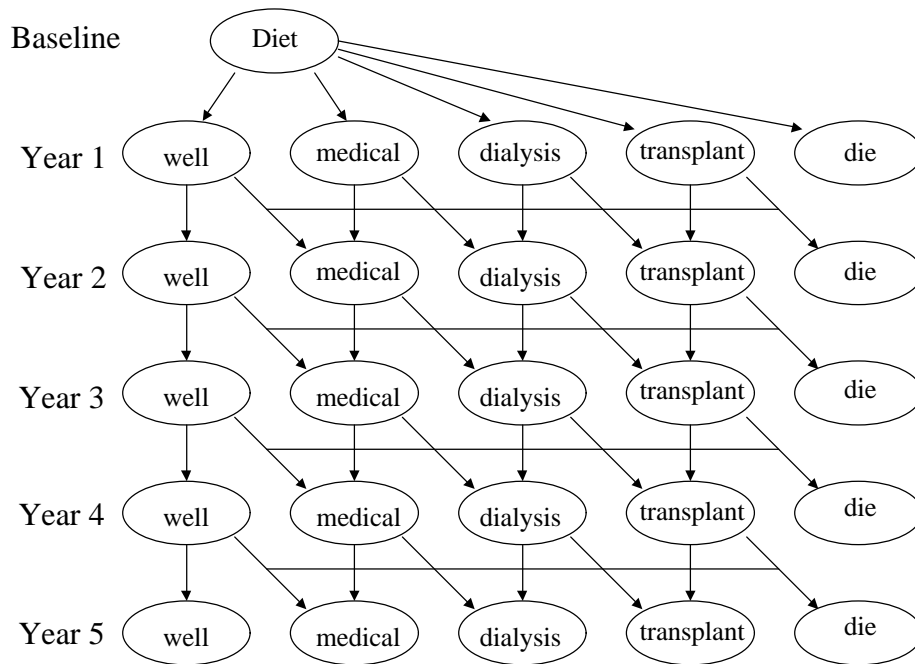 Baseline
Diet
Year 1
well
medical
dialysis
transplant
die
Year 2
well
medical
dialysis
transplant
die
Year 3
well
medical
dialysis
transplant
die
Year 4
well
medical
dialysis
transplant
die
Year 5
well
medical
dialysis
transplant
die